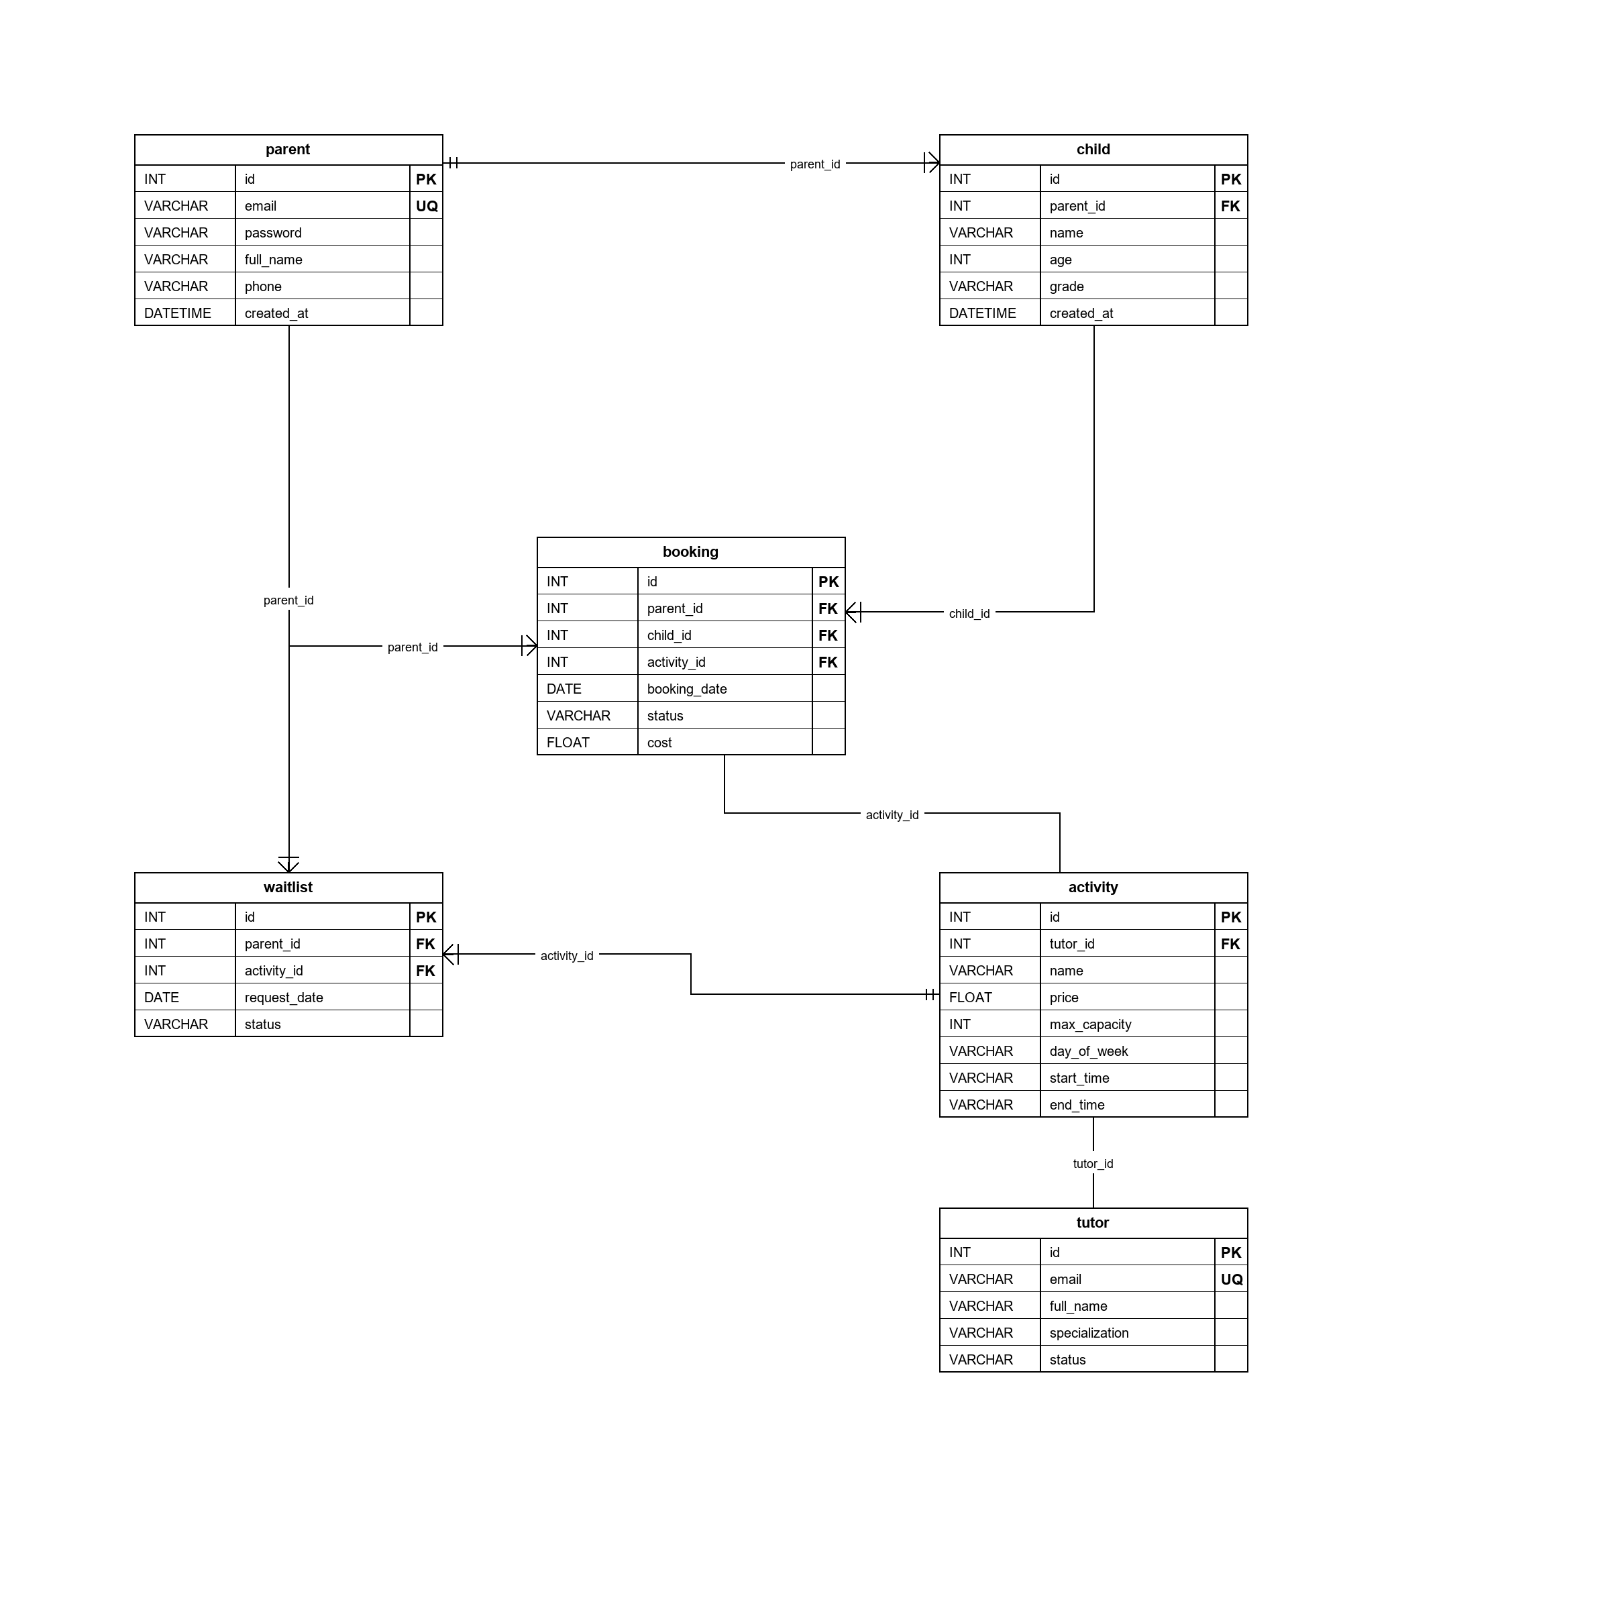 parent
INT id PK
VARCHAR email UQ
VARCHAR password
VARCHAR full_name
VARCHAR phone
DATETIME created_at
parent_id
child
INT id PK
INT parent_id FK
VARCHAR name
INT age
VARCHAR grade
DATETIME created_at
parent_id
parent_id
booking
INT id PK
INT parent_id FK
INT child_id FK
INT activity_id FK
DATE booking_date
VARCHAR status
FLOAT cost
child_id
activity_id
waitlist
INT id PK
INT parent_id FK
INT activity_id FK
DATE request_date
VARCHAR status
activity_id
activity
INT id PK
INT tutor_id FK
VARCHAR name
FLOAT price
INT max_capacity
VARCHAR day_of_week
VARCHAR start_time
VARCHAR end_time
tutor_id
tutor
INT id PK
VARCHAR email UQ
VARCHAR full_name
VARCHAR specialization
VARCHAR status